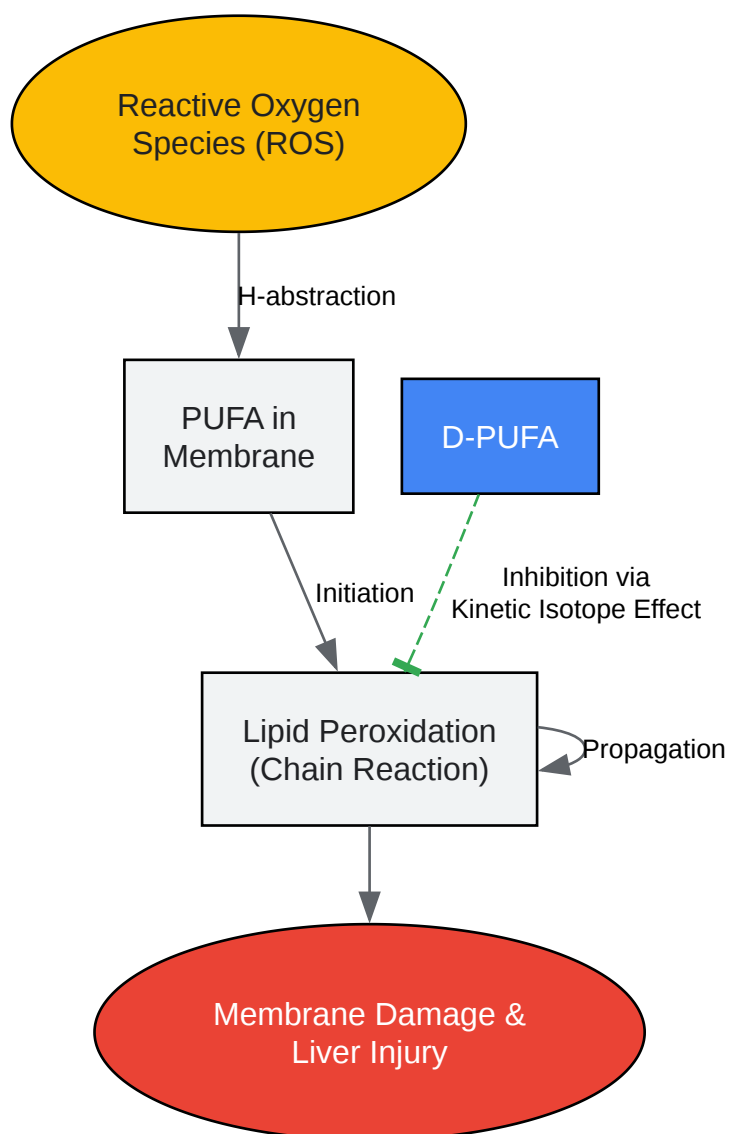 Reactive Oxygen
Species (ROS)
H-abstraction
PUFA in
Membrane
D-PUFA
Initiation
Inhibition via
Kinetic Isotope Effect
Lipid Peroxidation
(Chain Reaction)
Propagation
Membrane Damage &
Liver Injury